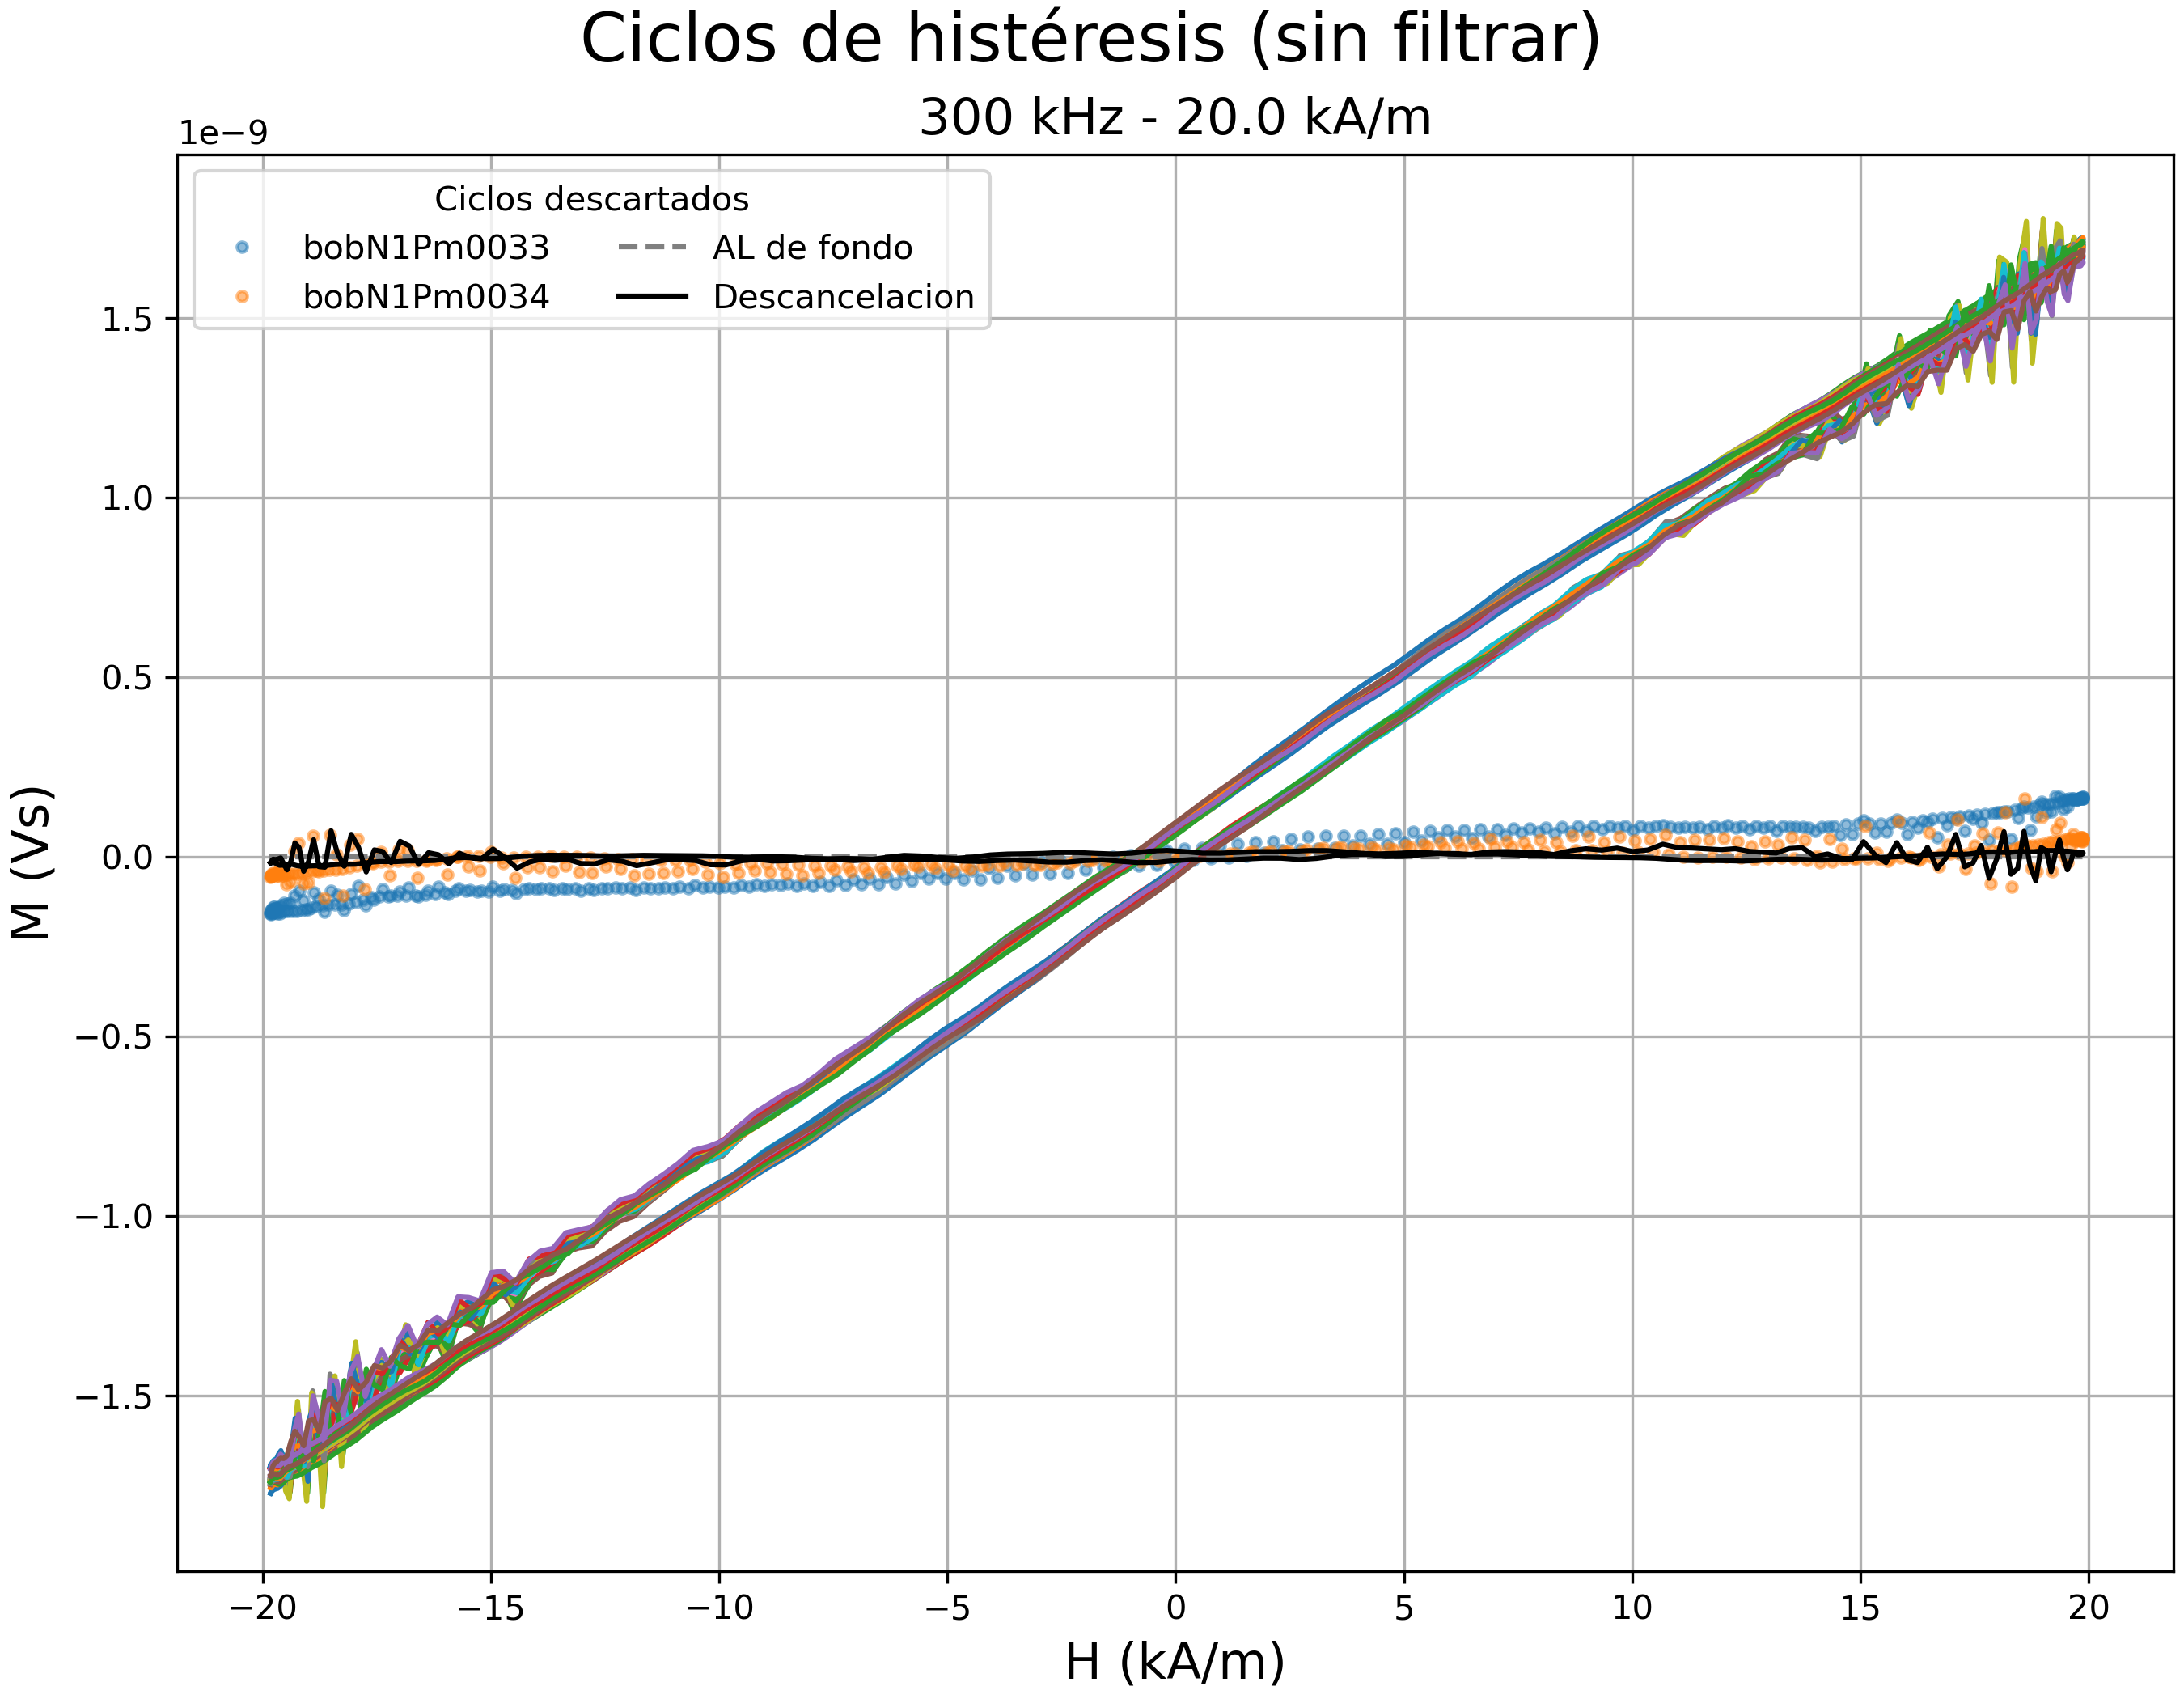 Ciclos de histéresis (sin filtrar)
300 kHz - 20.0 kA/m
1e−9
Ciclos descartados
bobN1Pm0033
bobN1Pm0034
AL de fondo
Descancelacion
1.5
1.0
0.5
0.0
−0.5
−1.0
−1.5
M (Vs)
−20 −15 −10 −5 0 5 10 15 20
H (kA/m)